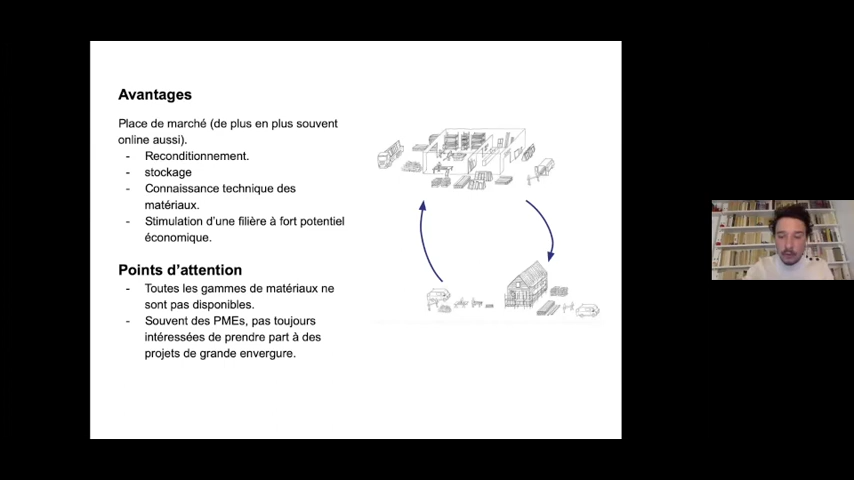 Avantages
Place de marché (de plus en plus souvent
online aussi).
- Reconditionnement.
- stockage
- Connaissance technique des
matériaux.
- Stimulation d'une filière à fort potentiel
économique.
Points d'attention
- Toutes les gammes de matériaux ne
sont pas disponibles.
- Souvent des PMEs, pas toujours
intéressées de prendre part à des
projets de grande envergure.